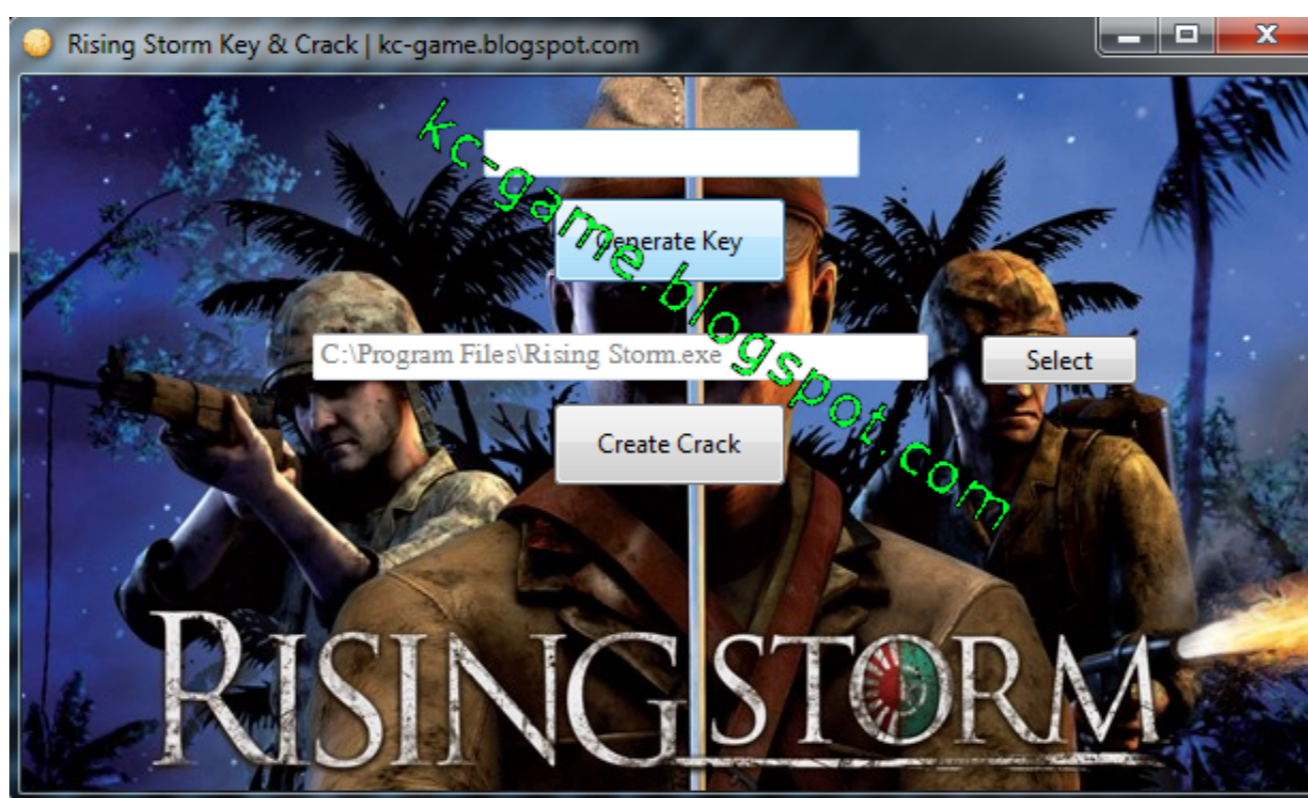 Rising Storm Key & Crack | kc-game.blogspot.com
kc-game.blogspot.com
Generate Key
C:\Program Files\Rising Storm.exe
Select
Create Crack
RISING STORM